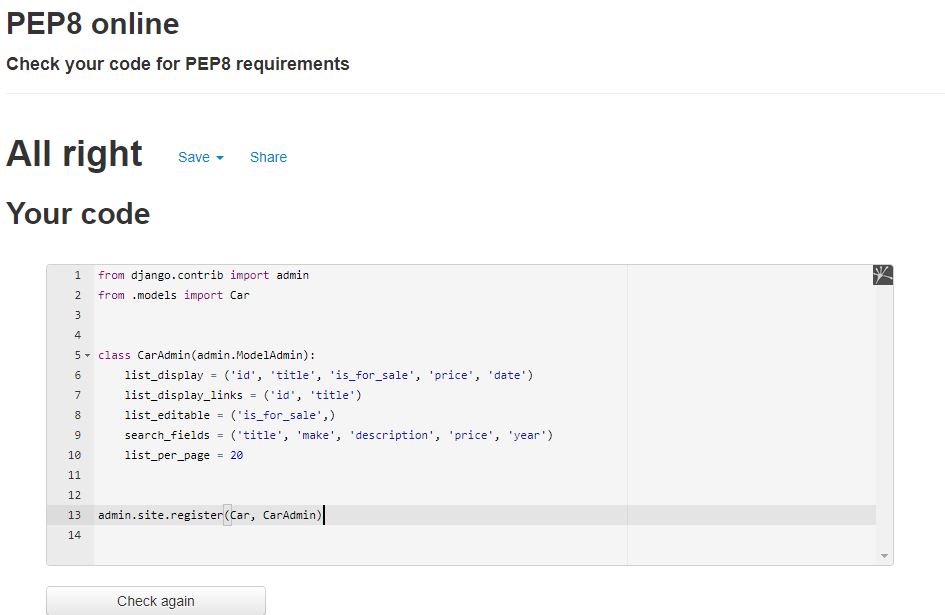 PEP8 online
Check your code for PEP8 requirements
All right Save Share
Your code
1 from django.contrib import admin
2 from .models import Car
3
4
5 class CarAdmin(admin.ModelAdmin):
6     list_display = ('id', 'title', 'is_for_sale', 'price', 'date')
7     list_display_links = ('id', 'title')
8     list_editable = ('is_for_sale',)
9     search_fields = ('title', 'make', 'description', 'price', 'year')
10     list_per_page = 20
11
12
13 admin.site.register(Car, CarAdmin)
14
Check again